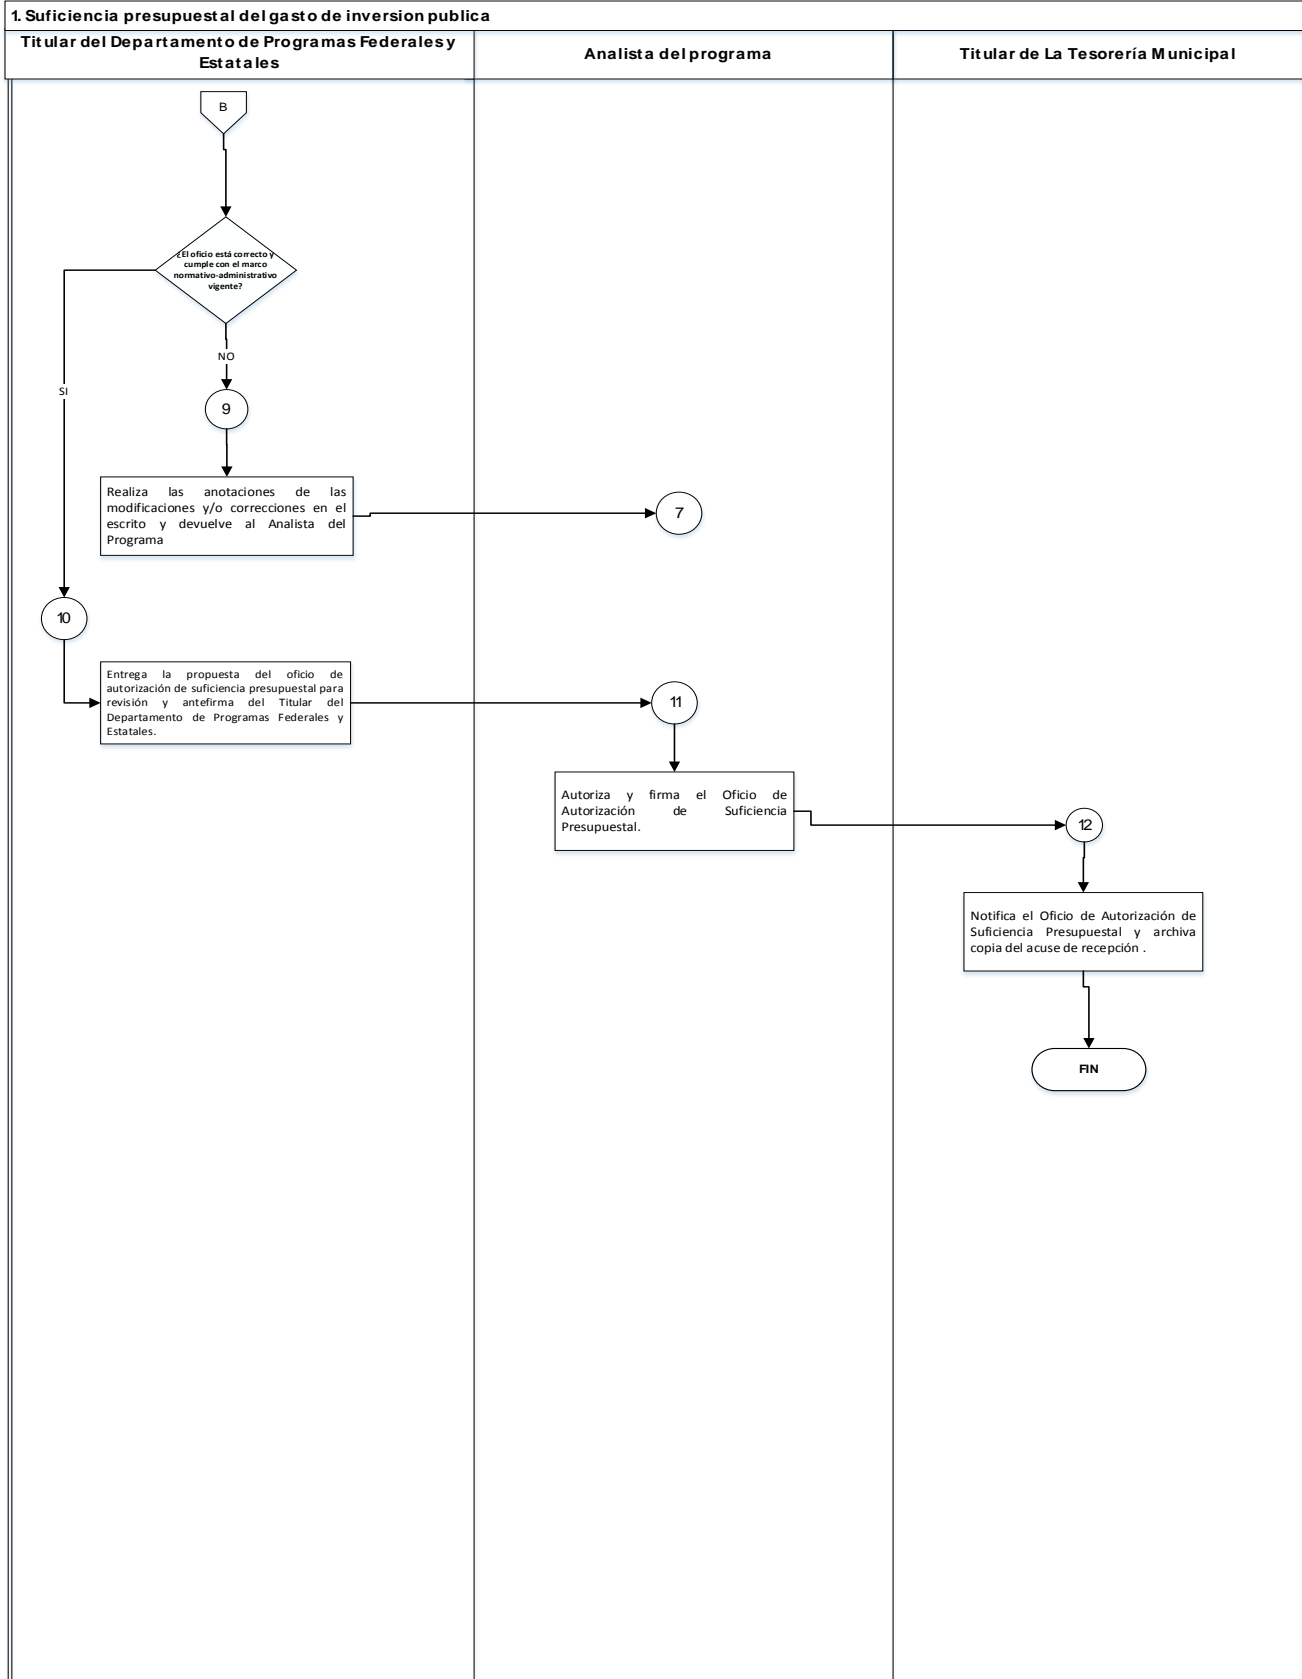 1. Suficiencia presupuestal del gasto de inversion publica
Titular del Departamento de Programas Federales y
Estatales
Analista del programa
Titular de La Tesorería Municipal
B
¿El oficio está correcto y
cumple con el marco
normativo-administrativo
vigente?
NO
SI
9
Realiza las anotaciones de las
modificaciones y/o correcciones en el
escrito y devuelve al Analista del
Programa
7
10
Entrega la propuesta del oficio de
autorización de suficiencia presupuestal para
revisión y antefirma del Titular del
Departamento de Programas Federales y
Estatales.
11
Autoriza y firma el Oficio de
Autorización de Suficiencia
Presupuestal.
12
Notifica el Oficio de Autorización de
Suficiencia Presupuestal y archiva
copia del acuse de recepción .
FIN